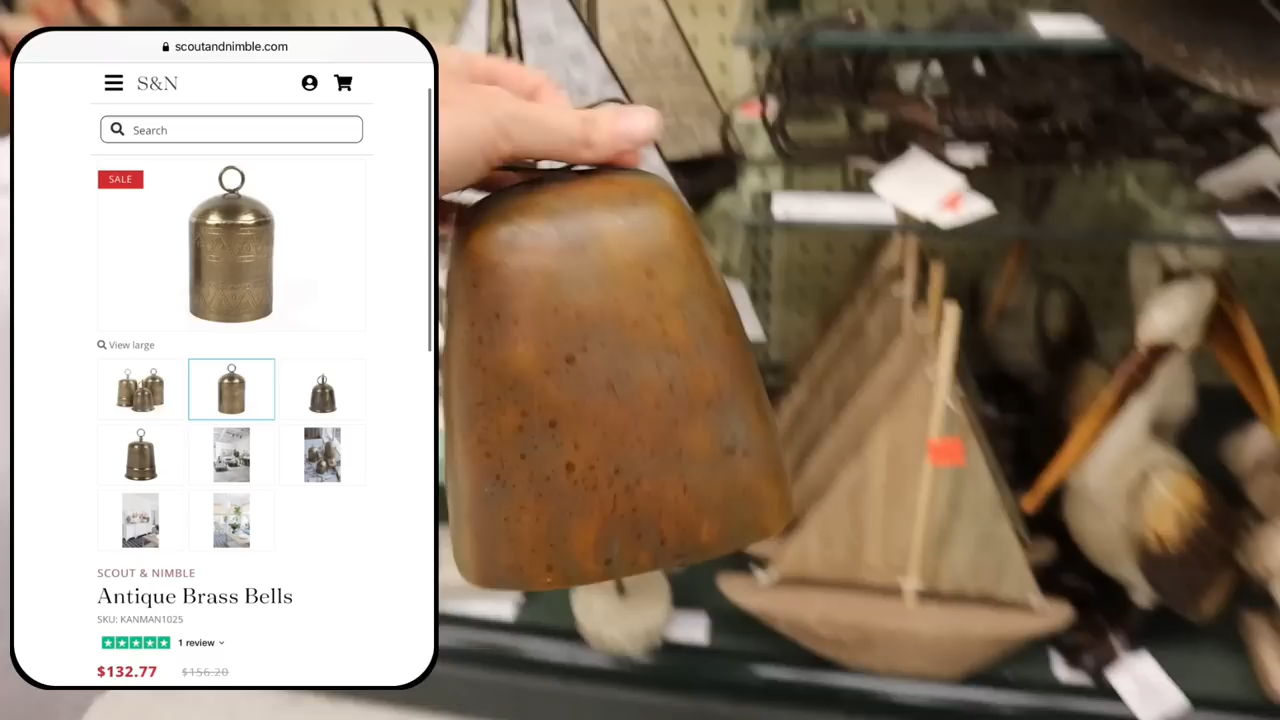 scoutandnimble.com
S&N
Search
SALE
View large
SCOUT & NIMBLE
Antique Brass Bells
SKU: KANMAN1025
1 review
$132.77 $156.20